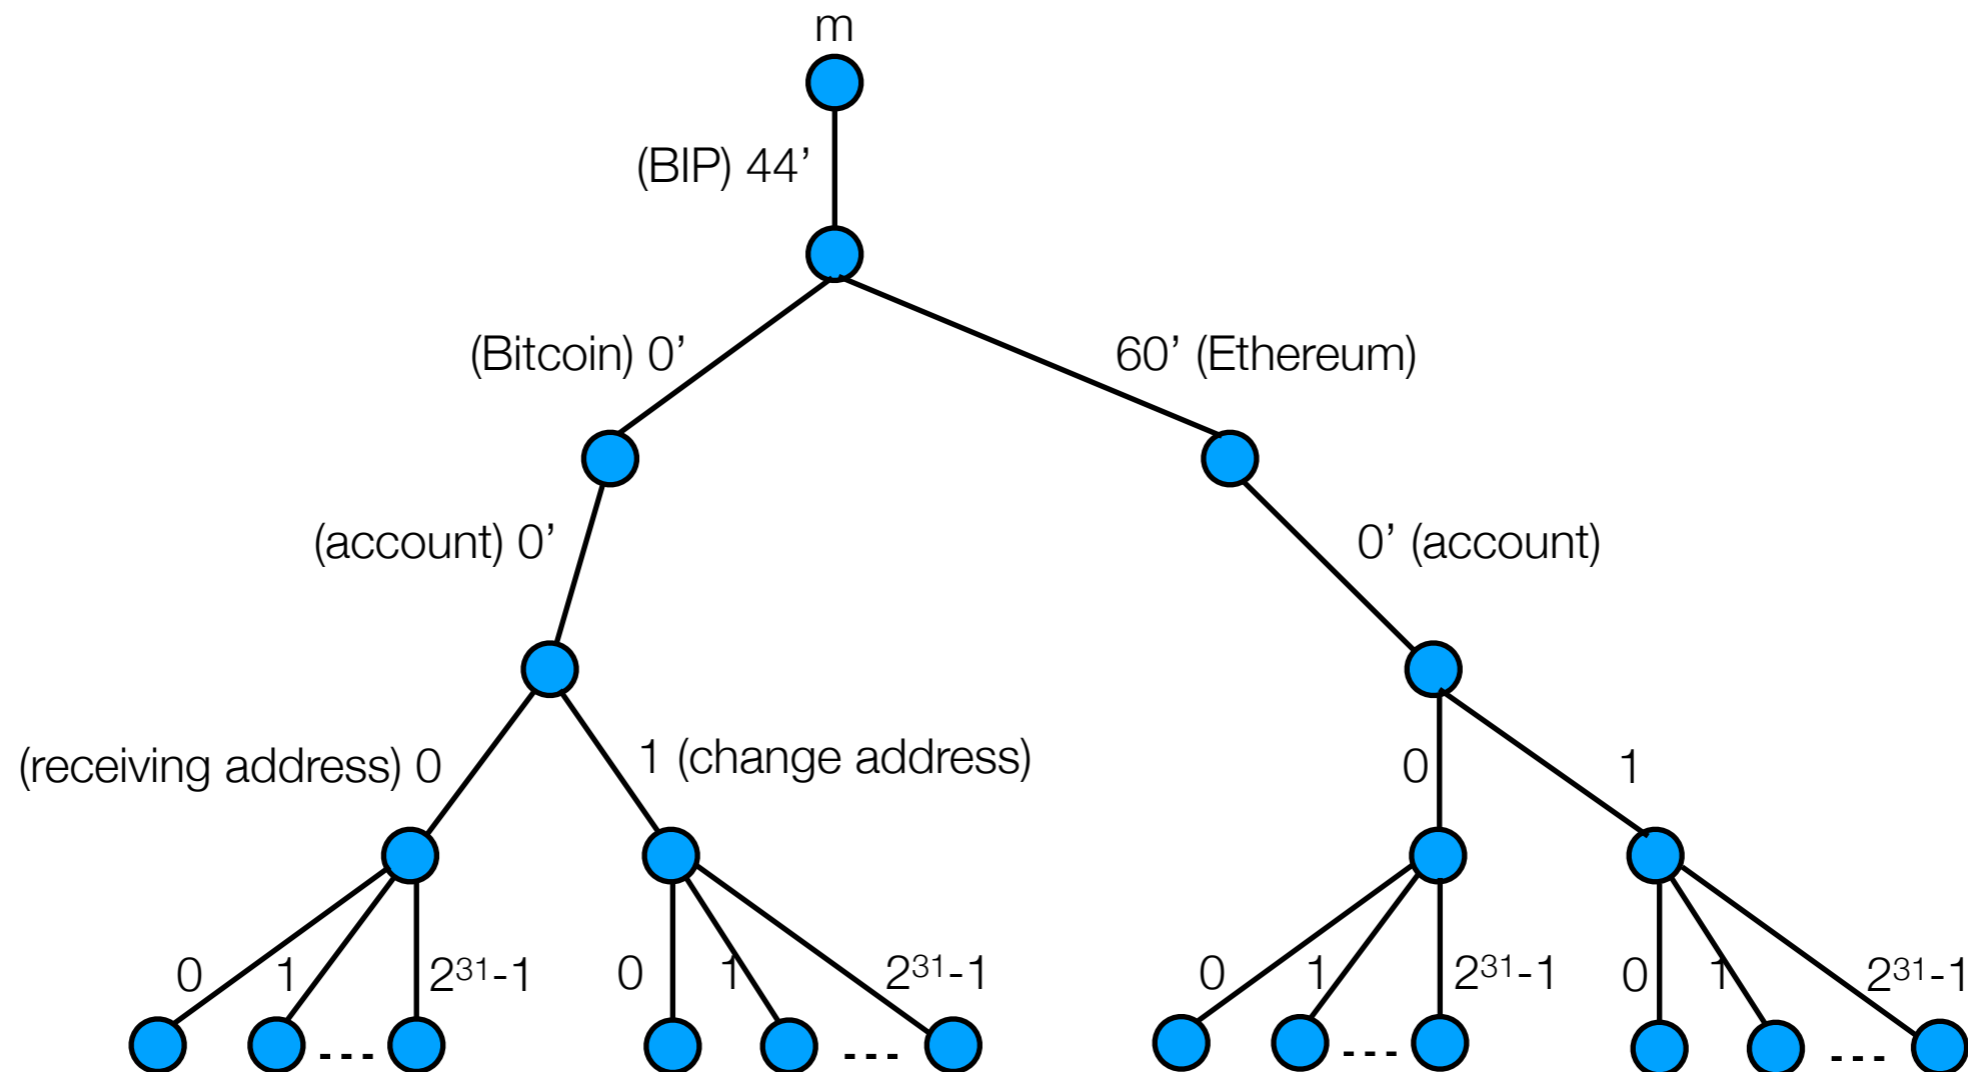 m
(BIP) 44’
(Bitcoin) 0’
60’ (Ethereum)
(account) 0’
0’ (account)
(receiving address) 0
1 (change address)
0
1
0
1
2³¹-1
0
1
2³¹-1
0
1
2³¹-1
0
1
2³¹-1